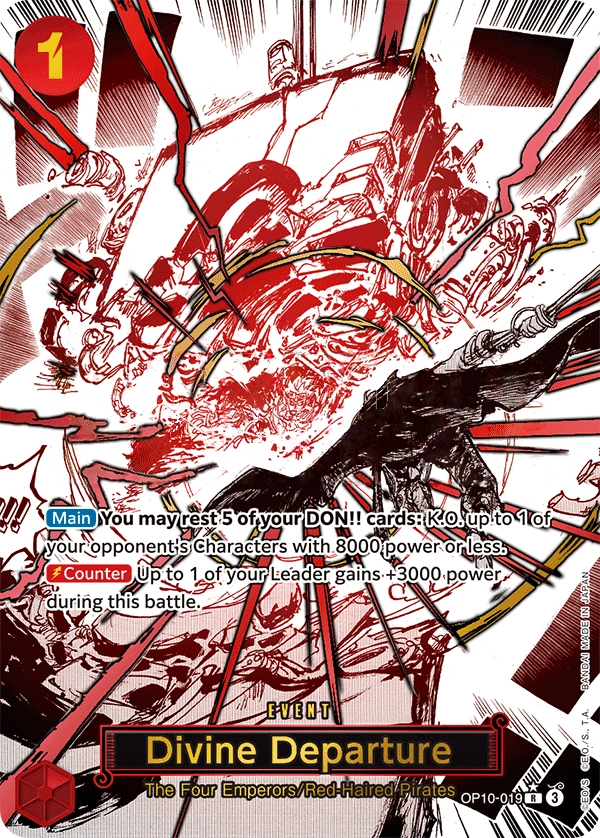 1
Main You may rest 5 of your DON!! cards: K.O. up to 1 of
your opponent's Characters with 8000 power or less.
⚡Counter Up to 1 of your Leader gains +3000 power
during this battle.
!!!
EVENT
Divine Departure
The Four Emperors/Red-Haired Pirates
OP10-019 R 3
©E.O/S. ©E.O./S., T.A. BANDAI MADE IN JAPAN